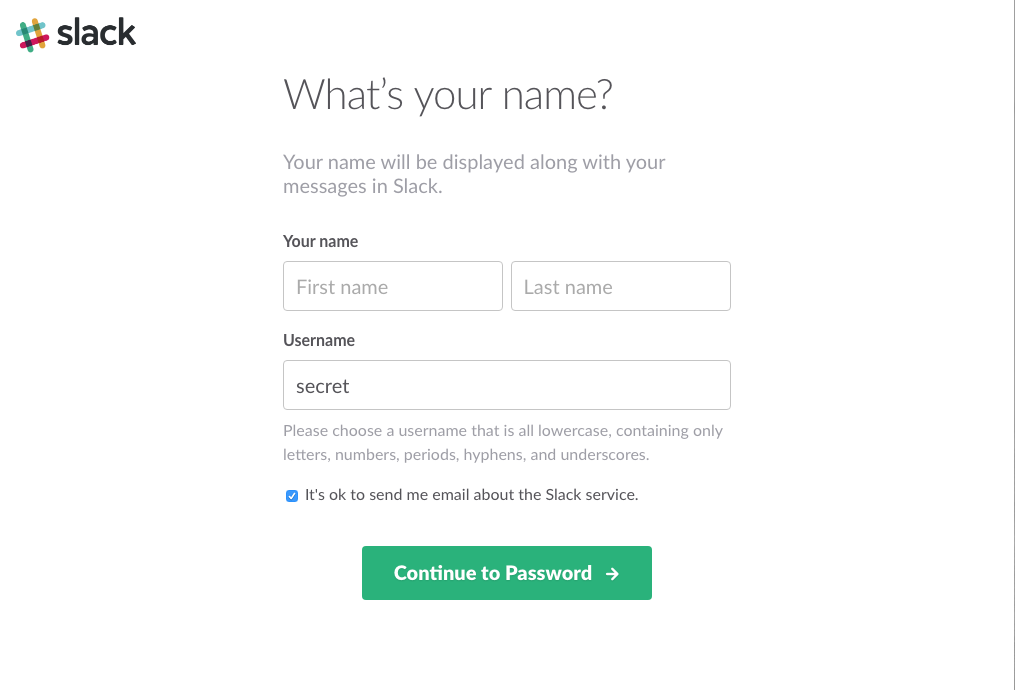 slack
What’s your name?
Your name will be displayed along with your
messages in Slack.
Your name
First name
Last name
Username
secret
Please choose a username that is all lowercase, containing only
letters, numbers, periods, hyphens, and underscores.
It's ok to send me email about the Slack service.
Continue to Password →